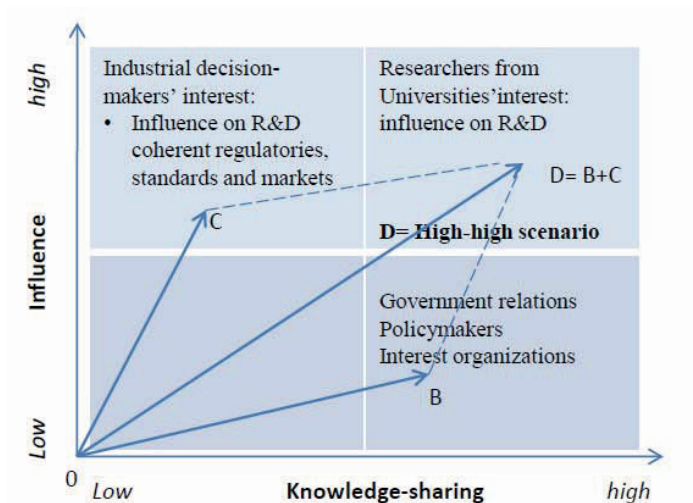 high
Influence
Low
Industrial decision-
makers' interest:
• Influence on R&D
coherent regulatories,
standards and markets
Researchers from
Universities'interest:
influence on R&D
D= B+C
C
D= High-high scenario
Government relations
Policymakers
Interest organizations
B
0
Low
Knowledge-sharing
high